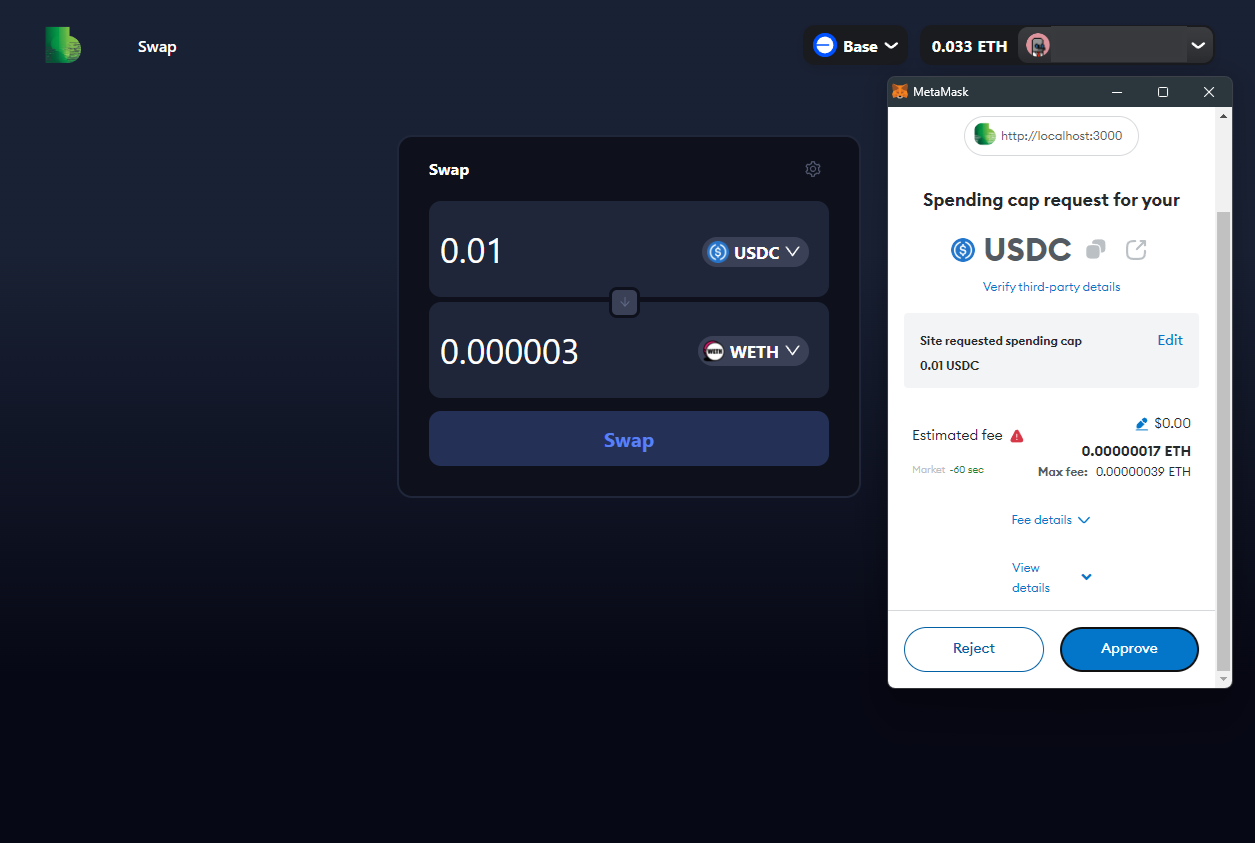 Swap
Base
0.033 ETH
MetaMask
http://localhost:3000
Spending cap request for your
USDC
Verify third-party details
Site requested spending cap
Edit
0.01 USDC
Estimated fee
$0.00
0.00000017 ETH
Market -60 sec
Max fee: 0.00000039 ETH
Fee details
View
details
Reject
Approve
Swap
0.01
USDC
0.000003
WETH
WETH
Swap